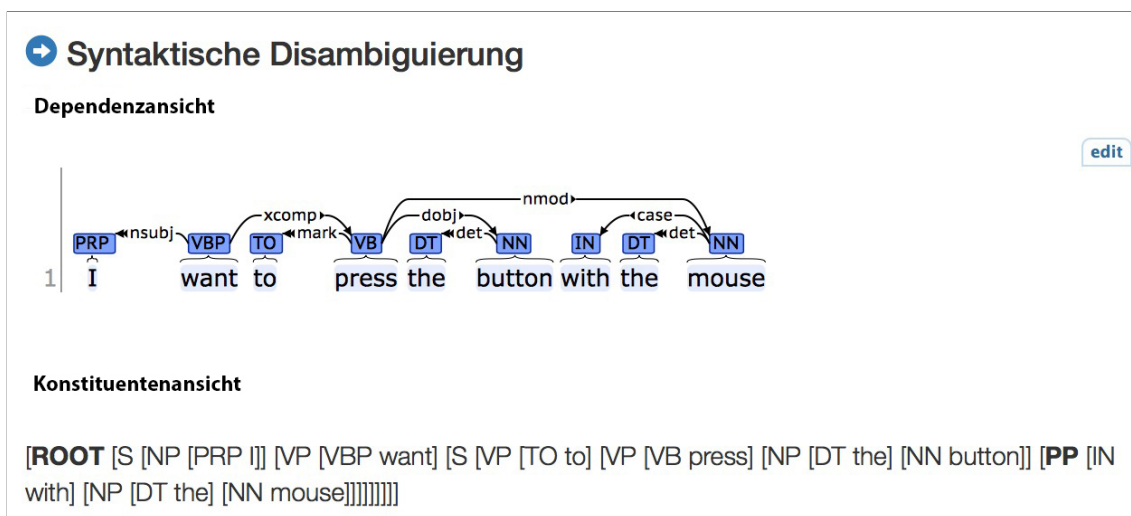 Syntaktische Disambiguierung
Dependenzansicht
edit
nmod
xcomp dobj case
nsubj mark det det
PRP VBP TO VB DT NN IN DT NN
1 I want to press the button with the mouse
Konstituentenansicht
[ROOT [S [NP [PRP I]] [VP [VBP want] [S [VP [TO to] [VP [VB press] [NP [DT the] [NN button]] [PP [IN
with] [NP [DT the] [NN mouse]]]]]]]]]